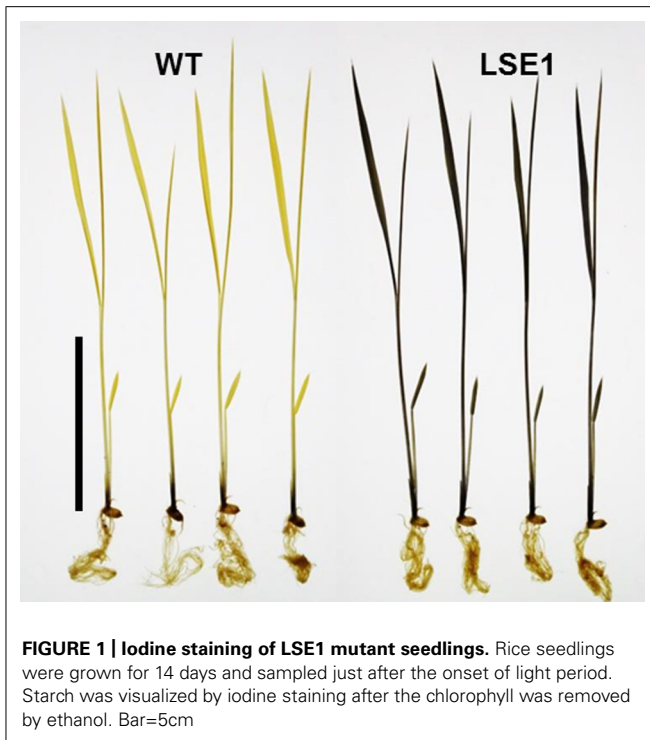 WT LSE1
FIGURE 1 | Iodine staining of LSE1 mutant seedlings. Rice seedlings
were grown for 14 days and sampled just after the onset of light period.
Starch was visualized by iodine staining after the chlorophyll was removed
by ethanol. Bar=5cm